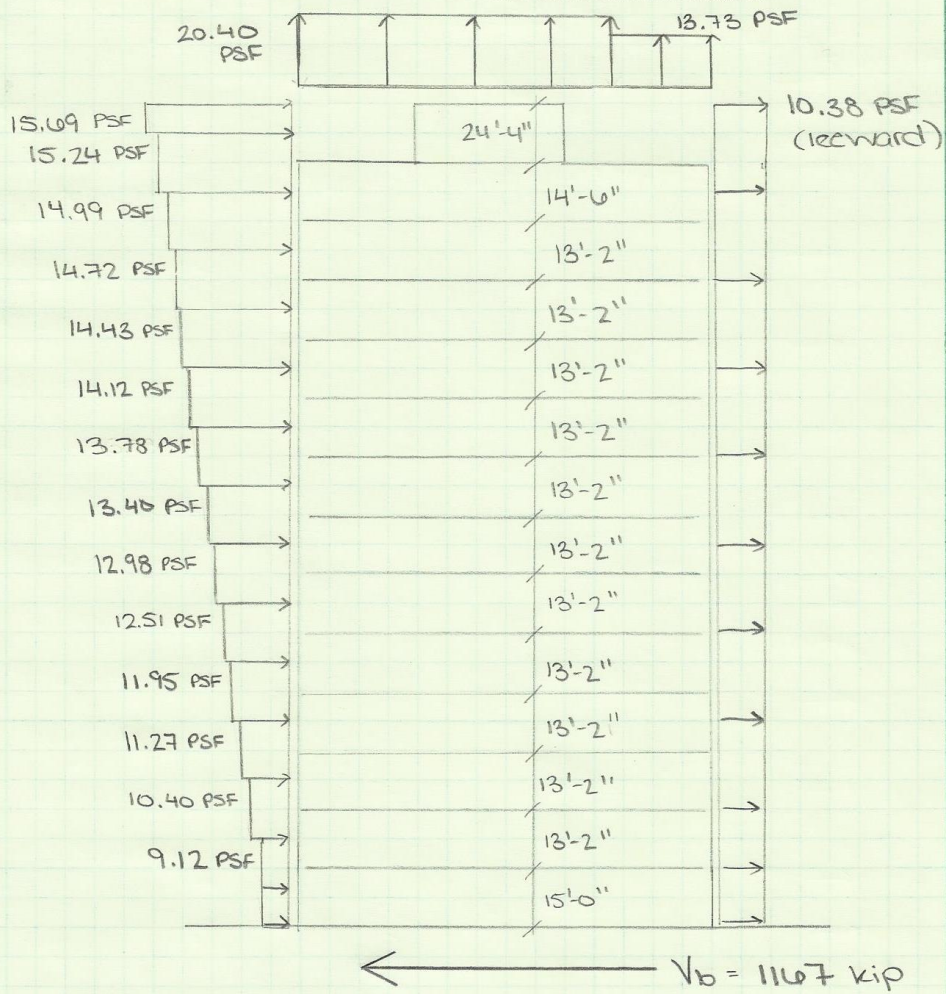 20.40
PSF
13.73 PSF
15.69 PSF
24'-4"
10.38 PSF
(leeward)
15.24 PSF
14'-6"
14.99 PSF
13'-2"
14.72 PSF
13'-2"
14.43 PSF
13'-2"
14.12 PSF
13'-2"
13.78 PSF
13'-2"
13.40 PSF
13'-2"
12.98 PSF
13'-2"
12.51 PSF
13'-2"
11.95 PSF
13'-2"
11.27 PSF
13'-2"
10.40 PSF
13'-2"
9.12 PSF
13'-2"
15'-0"
Vb = 1167 kip